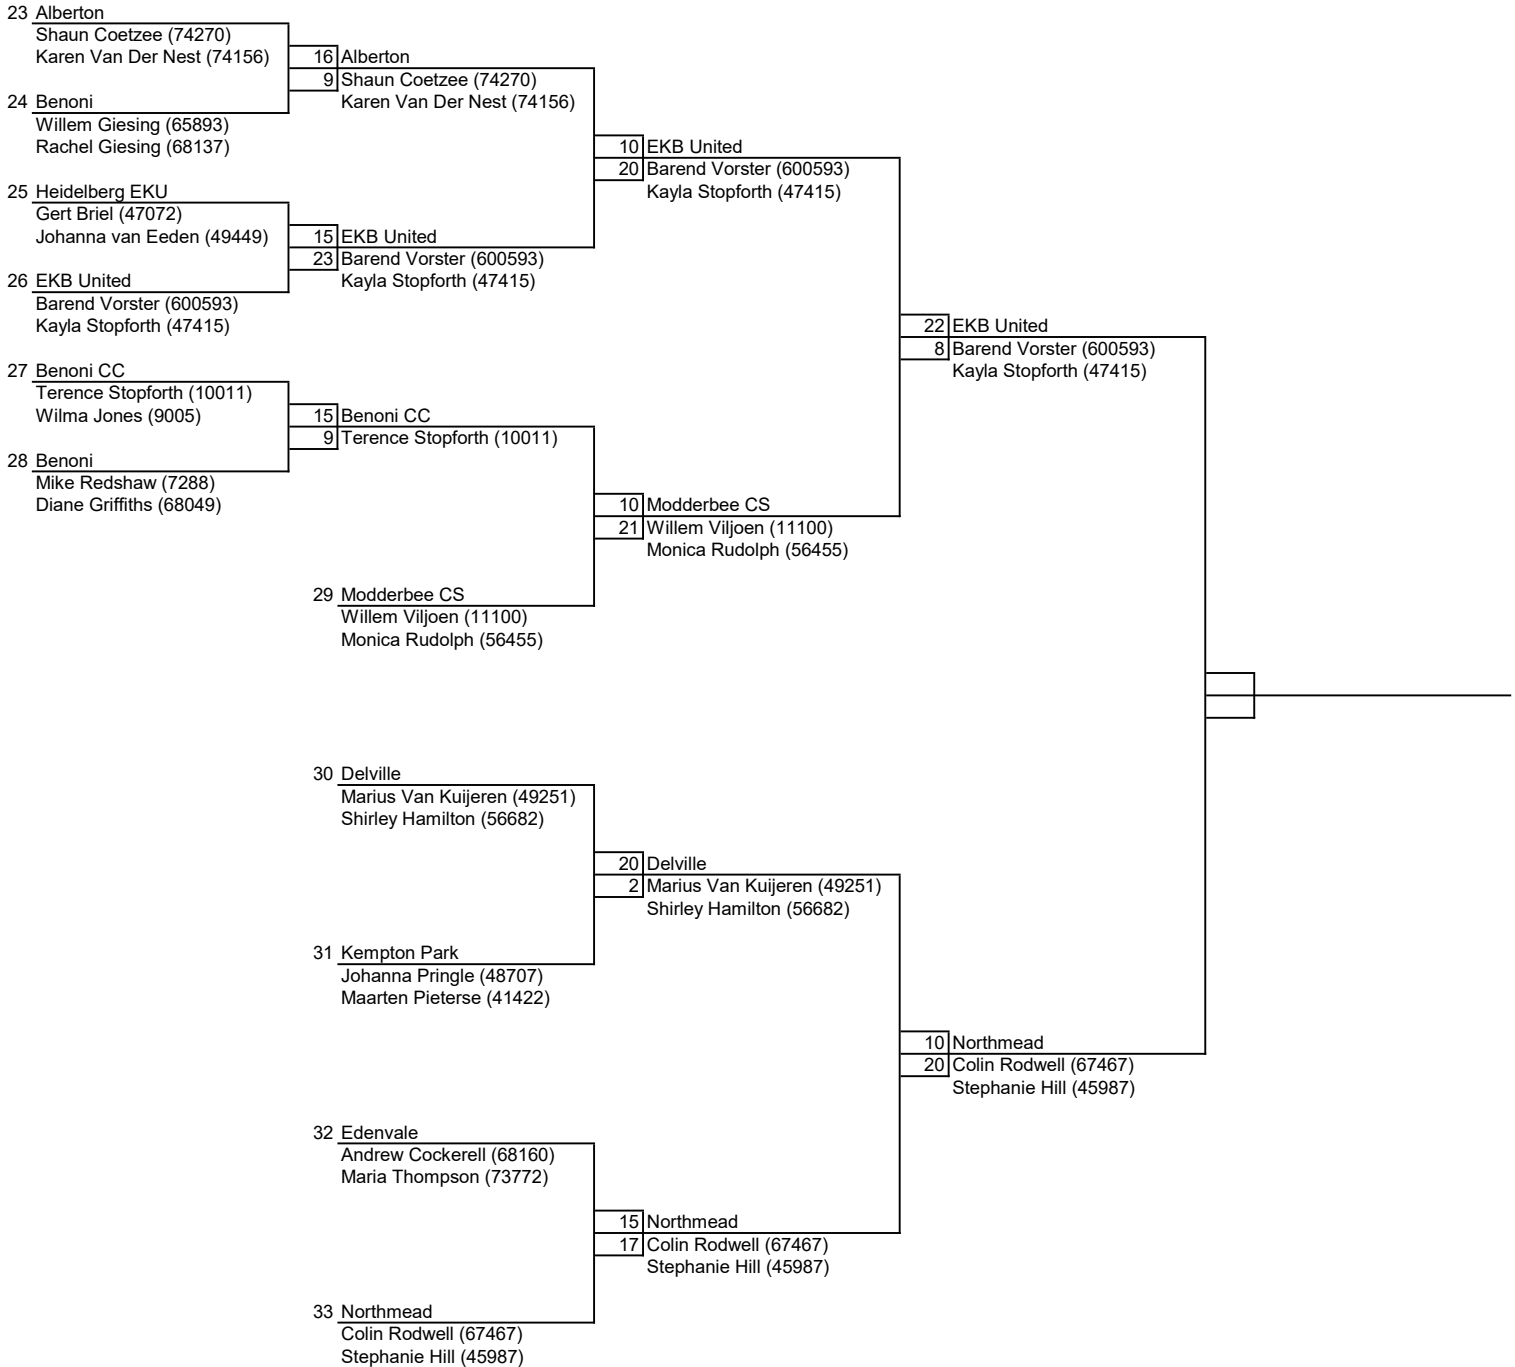 23 Alberton
Shaun Coetzee (74270)
Karen Van Der Nest (74156)
16 Alberton
9 Shaun Coetzee (74270)
Karen Van Der Nest (74156)
24 Benoni
Willem Giesing (65893)
Rachel Giesing (68137)
10 EKB United
20 Barend Vorster (600593)
Kayla Stopforth (47415)
25 Heidelberg EKU
Gert Briel (47072)
Johanna van Eeden (49449)
15 EKB United
23 Barend Vorster (600593)
Kayla Stopforth (47415)
26 EKB United
Barend Vorster (600593)
Kayla Stopforth (47415)
22 EKB United
8 Barend Vorster (600593)
Kayla Stopforth (47415)
27 Benoni CC
Terence Stopforth (10011)
Wilma Jones (9005)
15 Benoni CC
9 Terence Stopforth (10011)
28 Benoni
Mike Redshaw (7288)
Diane Griffiths (68049)
10 Modderbee CS
21 Willem Viljoen (11100)
Monica Rudolph (56455)
29 Modderbee CS
Willem Viljoen (11100)
Monica Rudolph (56455)
30 Delville
Marius Van Kuijeren (49251)
Shirley Hamilton (56682)
20 Delville
2 Marius Van Kuijeren (49251)
Shirley Hamilton (56682)
31 Kempton Park
Johanna Pringle (48707)
Maarten Pieterse (41422)
10 Northmead
20 Colin Rodwell (67467)
Stephanie Hill (45987)
32 Edenvale
Andrew Cockerell (68160)
Maria Thompson (73772)
15 Northmead
17 Colin Rodwell (67467)
Stephanie Hill (45987)
33 Northmead
Colin Rodwell (67467)
Stephanie Hill (45987)